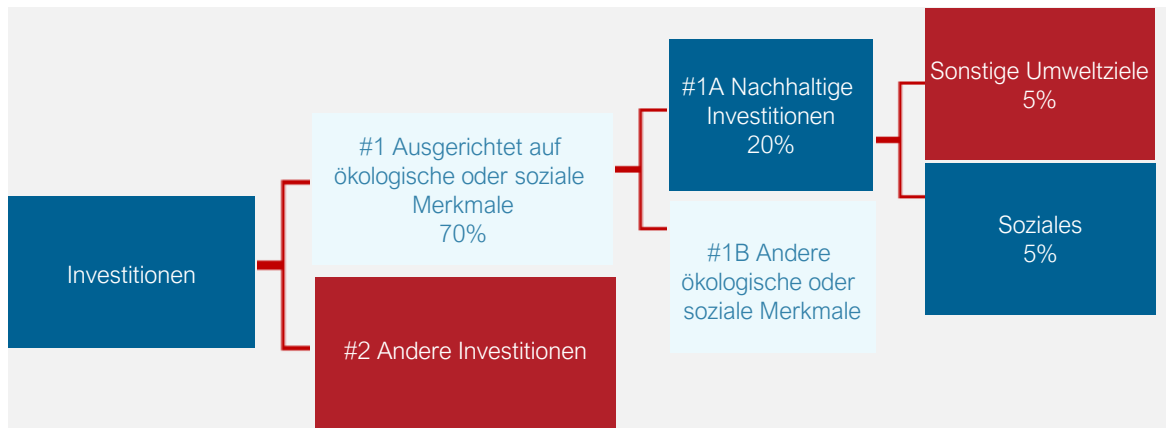 Investitionen
#1 Ausgerichtet auf
ökologische oder soziale
Merkmale
70%
#2 Andere Investitionen
#1A Nachhaltige
Investitionen
20%
#1B Andere
ökologische oder
soziale Merkmale
Sonstige Umweltziele
5%
Soziales
5%